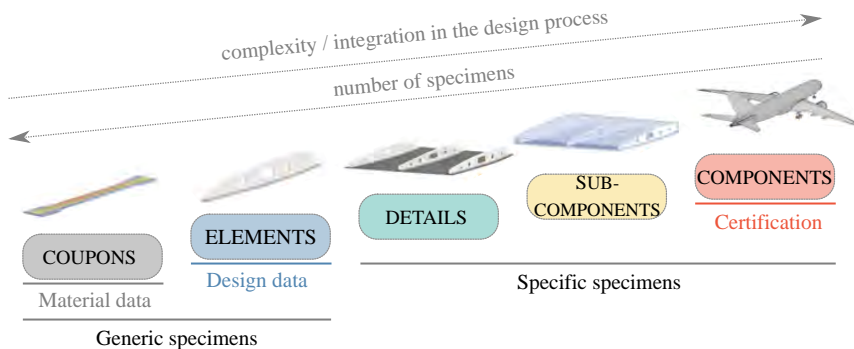 complexity / integration in the design process
number of specimens
COMPONENTS
SUB-
COMPONENTS
DETAILS
ELEMENTS
COUPONS
Certification
Design data
Material data
Specific specimens
Generic specimens